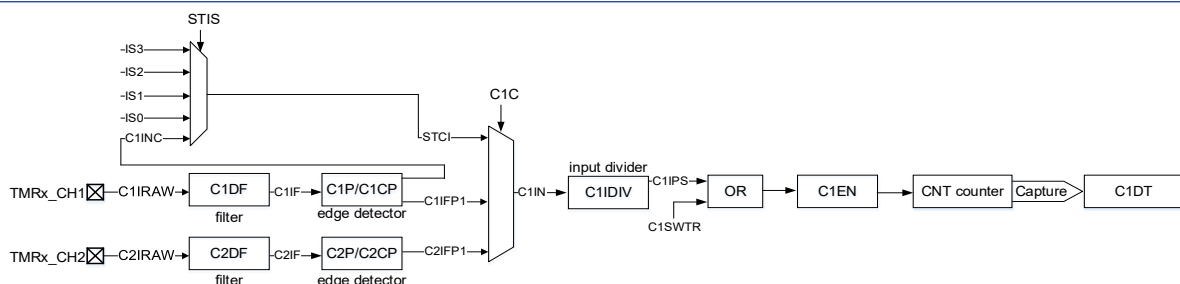 STIS
IS3
IS2
IS1
IS0
C1INC
C1C
STCI
input divider
TMRx_CH1 C1IRAW C1DF C1IF C1P/C1CP C1IFP1 C1IN C1IDIV C1IPS OR C1EN CNT counter Capture C1DT
filter edge detector
C1SWTR
TMRx_CH2 C2IRAW C2DF C2IF C2P/C2CP C2IFP1
filter edge detector